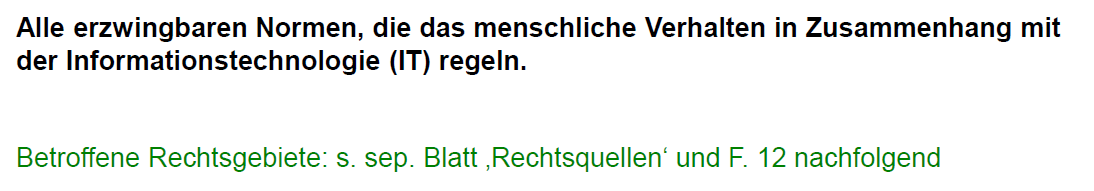 Alle erzwingbaren Normen, die das menschliche Verhalten in Zusammenhang mit
der Informationstechnologie (IT) regeln.
Betroffene Rechtsgebiete: s. sep. Blatt ‚Rechtsquellen‘ und F. 12 nachfolgend